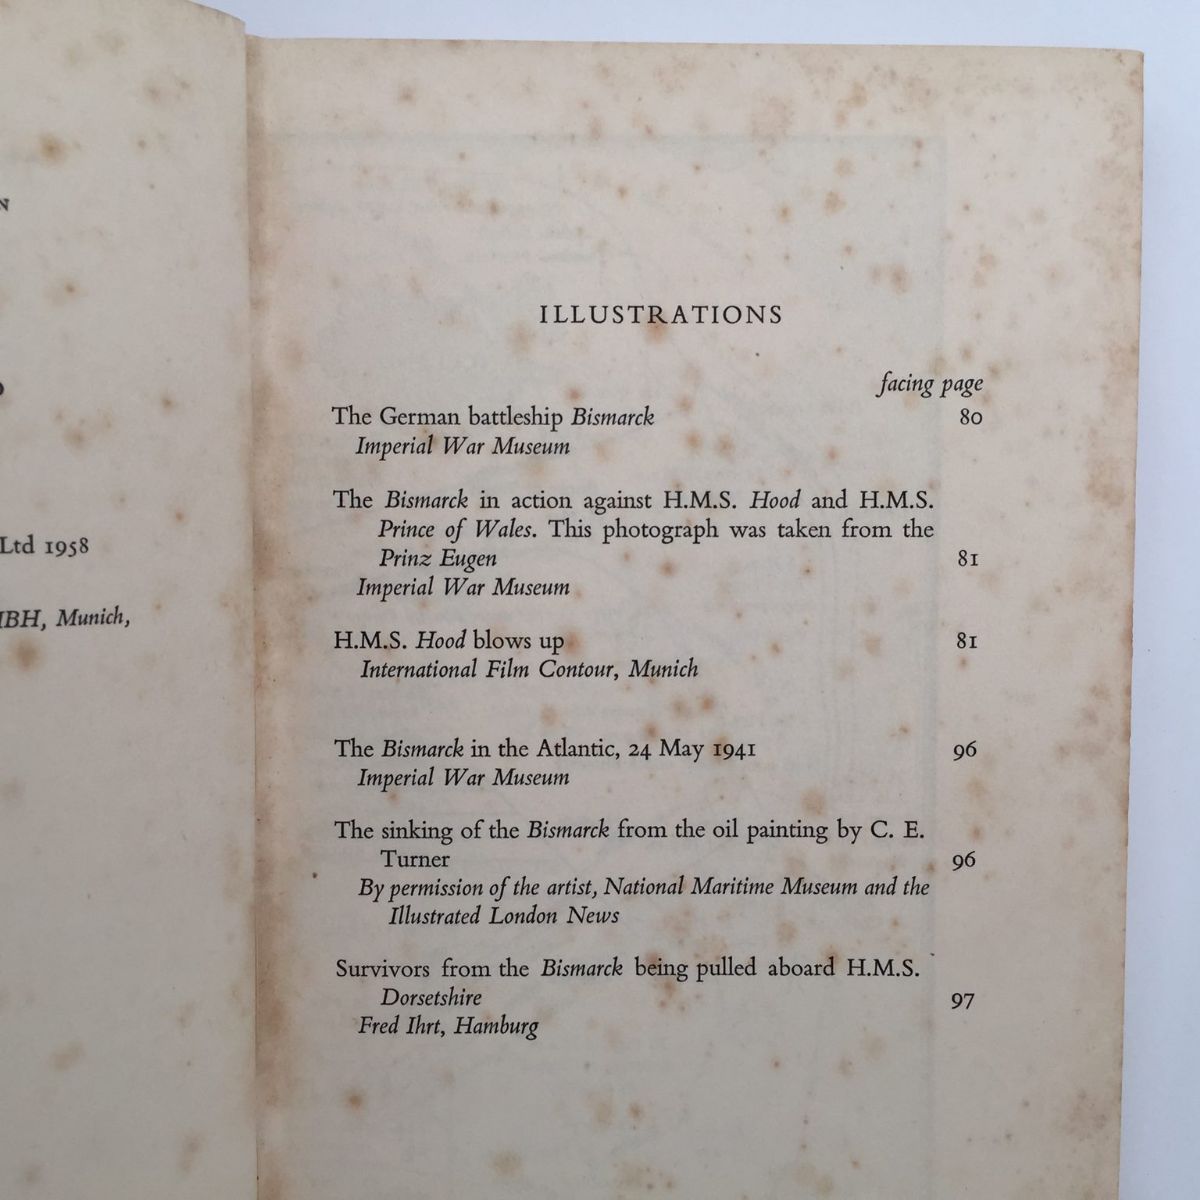 N
Ltd 1958
MBH, Munich,
ILLUSTRATIONS
facing page
The German battleship Bismarck 80
Imperial War Museum
The Bismarck in action against H.M.S. Hood and H.M.S.
Prince of Wales. This photograph was taken from the
Prinz Eugen 81
Imperial War Museum
H.M.S. Hood blows up 81
International Film Contour, Munich
The Bismarck in the Atlantic, 24 May 1941 96
Imperial War Museum
The sinking of the Bismarck from the oil painting by C. E.
Turner 96
By permission of the artist, National Maritime Museum and the
Illustrated London News
Survivors from the Bismarck being pulled aboard H.M.S.
Dorsetshire 97
Fred Ihrt, Hamburg